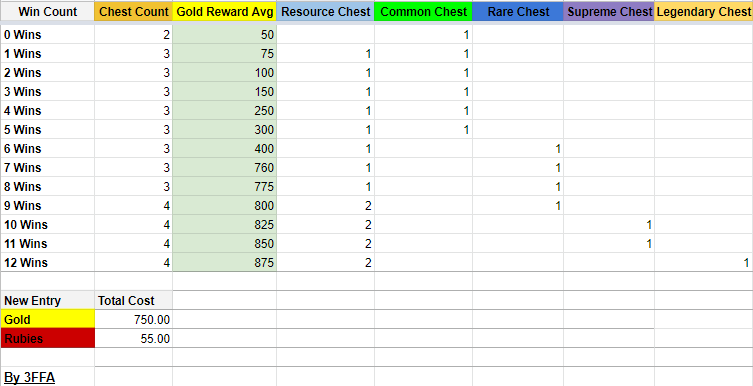 Win Count Chest Count Gold Reward Avg Resource Chest Common Chest Rare Chest Supreme Chest Legendary Chest
0 Wins 2 50 1
1 Wins 3 75 1 1
2 Wins 3 100 1 1
3 Wins 3 150 1 1
4 Wins 3 250 1 1
5 Wins 3 300 1 1
6 Wins 3 400 1 1
7 Wins 3 760 1 1
8 Wins 3 775 1 1
9 Wins 4 800 2 1
10 Wins 4 825 2 1
11 Wins 4 850 2 1
12 Wins 4 875 2 1
New Entry Total Cost
Gold 750.00
Rubies 55.00
By 3FFA